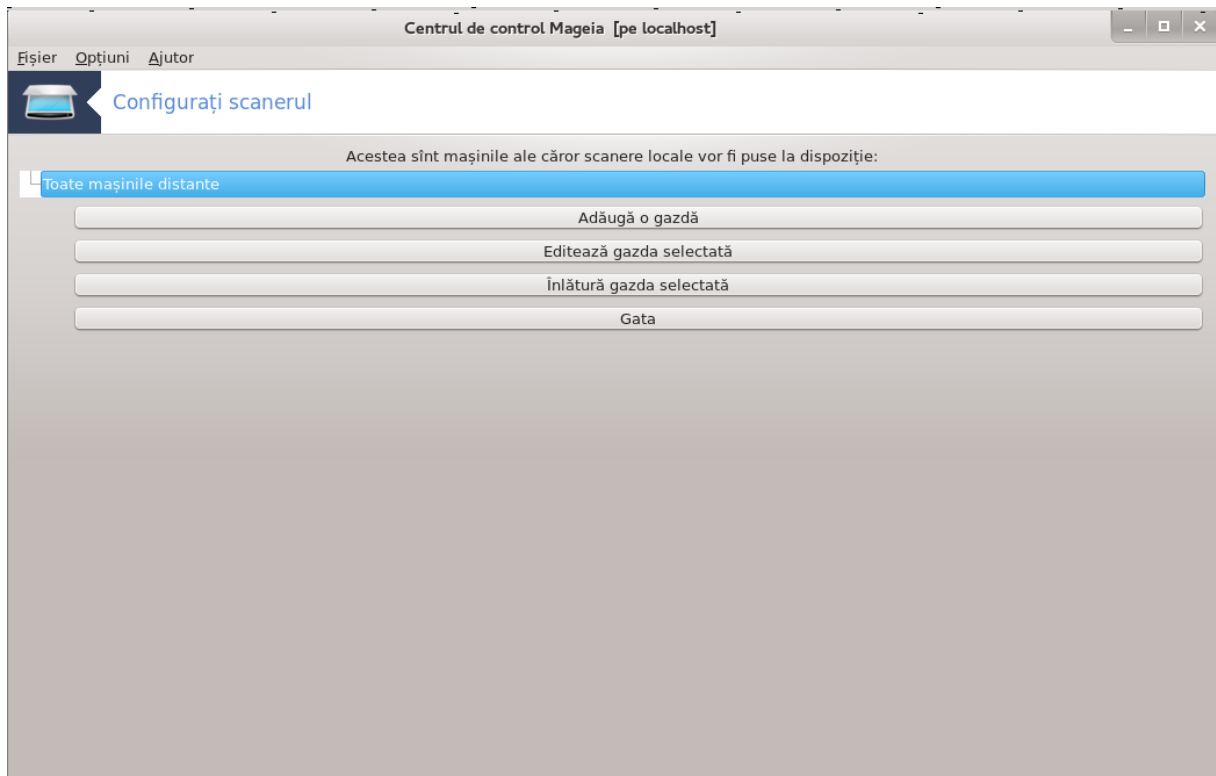 Centrul de control Mageia [pe localhost]
Fișier Opțiuni Ajutor
Configurați scanerul
Acestea sînt mașinile ale căror scanere locale vor fi puse la dispoziție:
Toate mașinile distante
Adăugă o gazdă
Editează gazda selectată
Înlătură gazda selectată
Gata